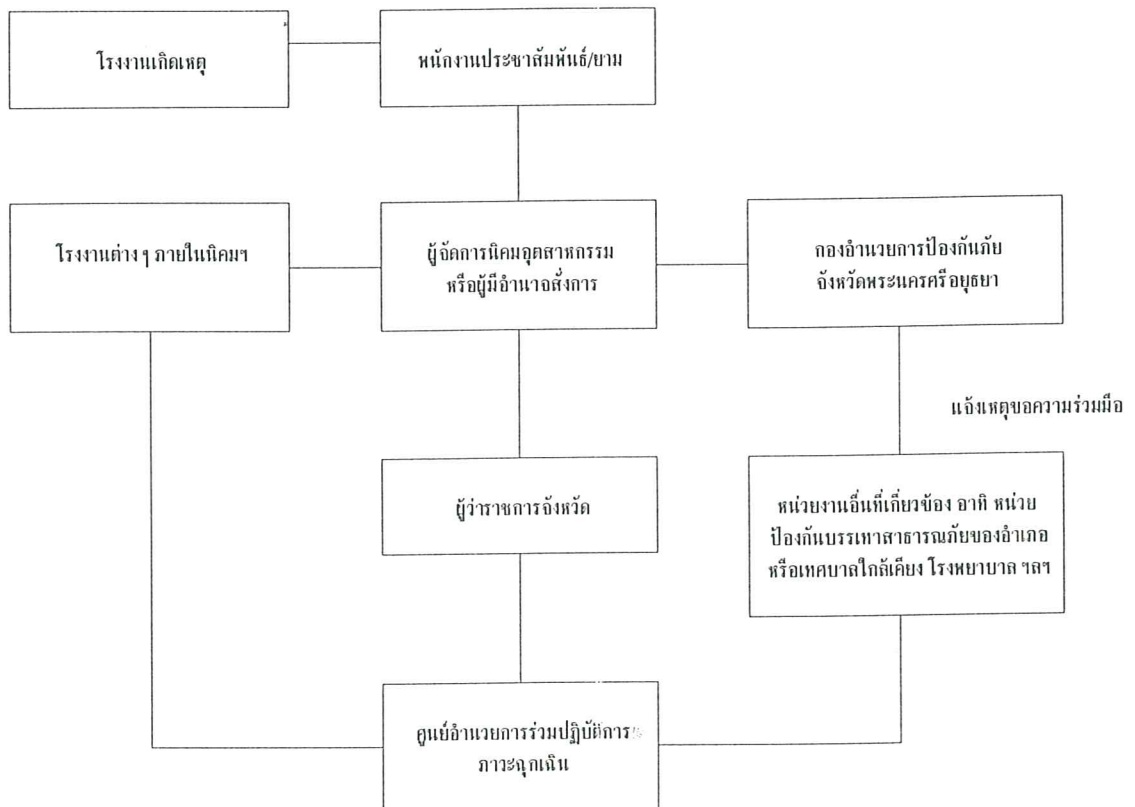 โรงงานเกิดเหตุ
พนักงานประชาสัมพันธ์/ยาม
โรงงานต่าง ๆ ภายในนิคมฯ
ผู้จัดการนิคมอุตสาหกรรม
หรือผู้มีอำนาจสั่งการ
กองอำนวยการป้องกันภัย
จังหวัดพระนครศรีอยุธยา
แจ้งเหตุขอความร่วมมือ
ผู้ว่าราชการจังหวัด
หน่วยงานอื่นที่เกี่ยวข้อง อาทิ หน่วย
ป้องกันบรรเทาสาธารณภัยของอำเภอ
หรือเทศบาลใกล้เคียง โรงพยาบาล ฯลฯ
ศูนย์อำนวยการร่วมปฏิบัติการ
ภาวะฉุกเฉิน